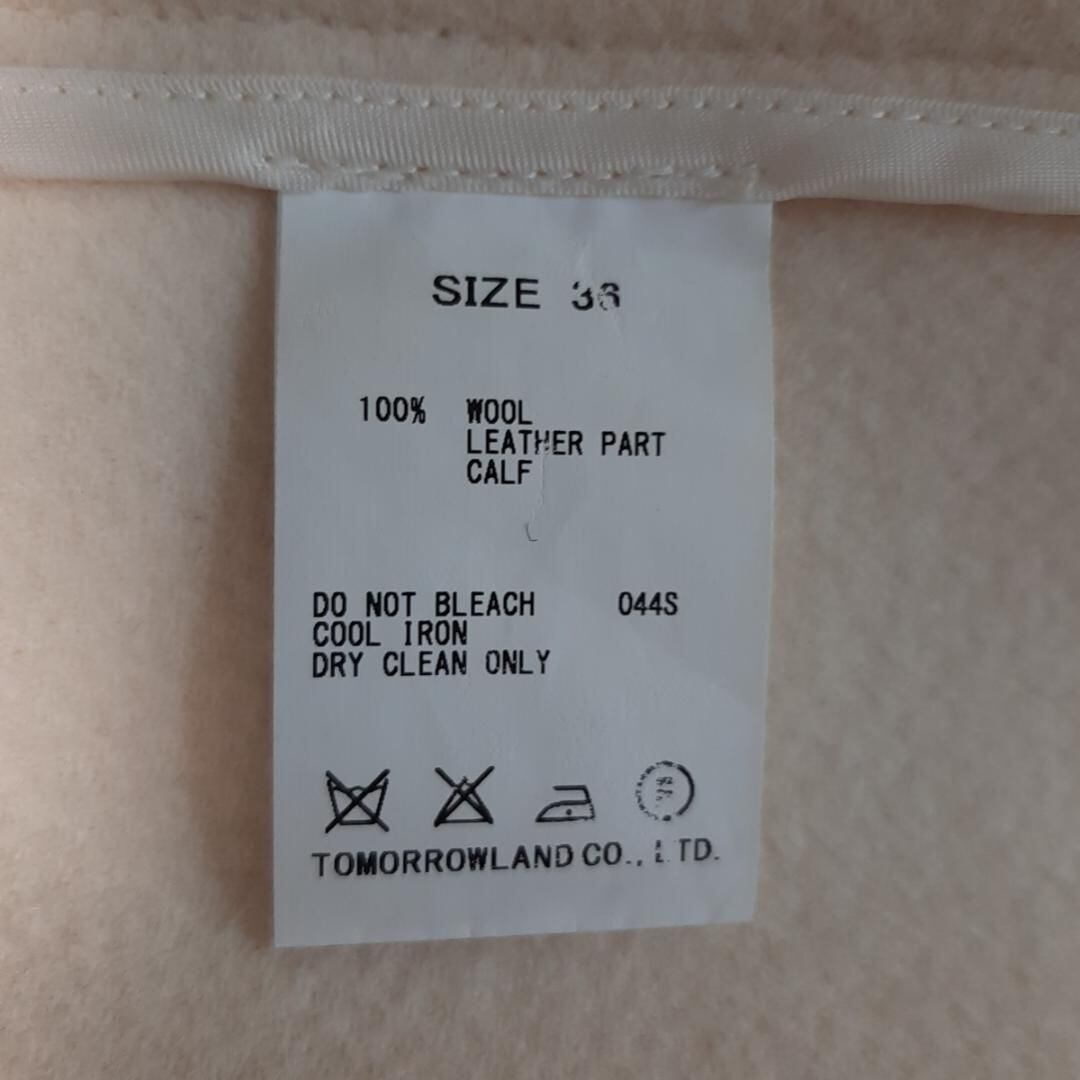 SIZE 36
100% WOOL
LEATHER PART
CALF
DO NOT BLEACH 044S
COOL IRON
DRY CLEAN ONLY
TOMORROWLAND CO., LTD.